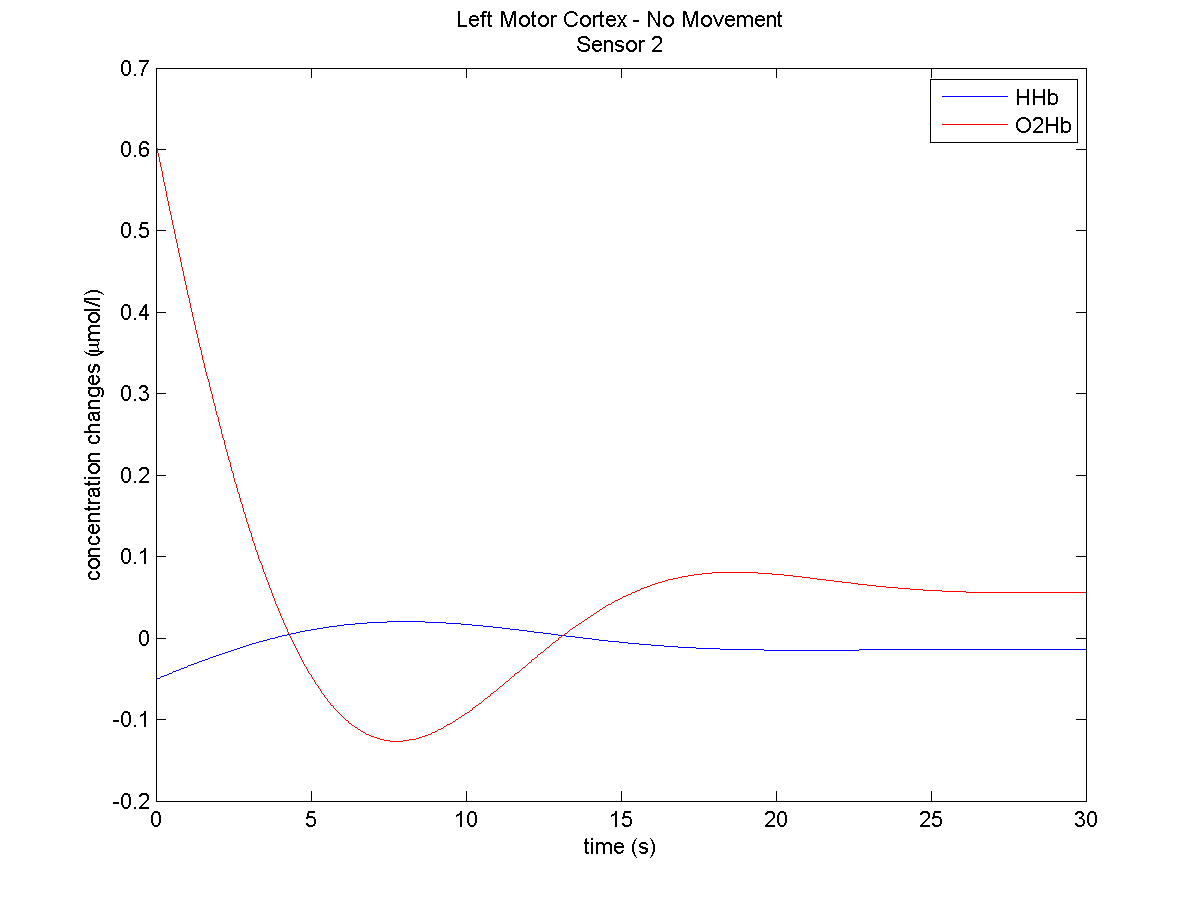 Left Motor Cortex - No Movement
Sensor 2
HHb
O2Hb
concentration changes (μmol/l)
0.7
0.6
0.5
0.4
0.3
0.2
0.1
0
-0.1
-0.2
0 5 10 15 20 25 30
time (s)